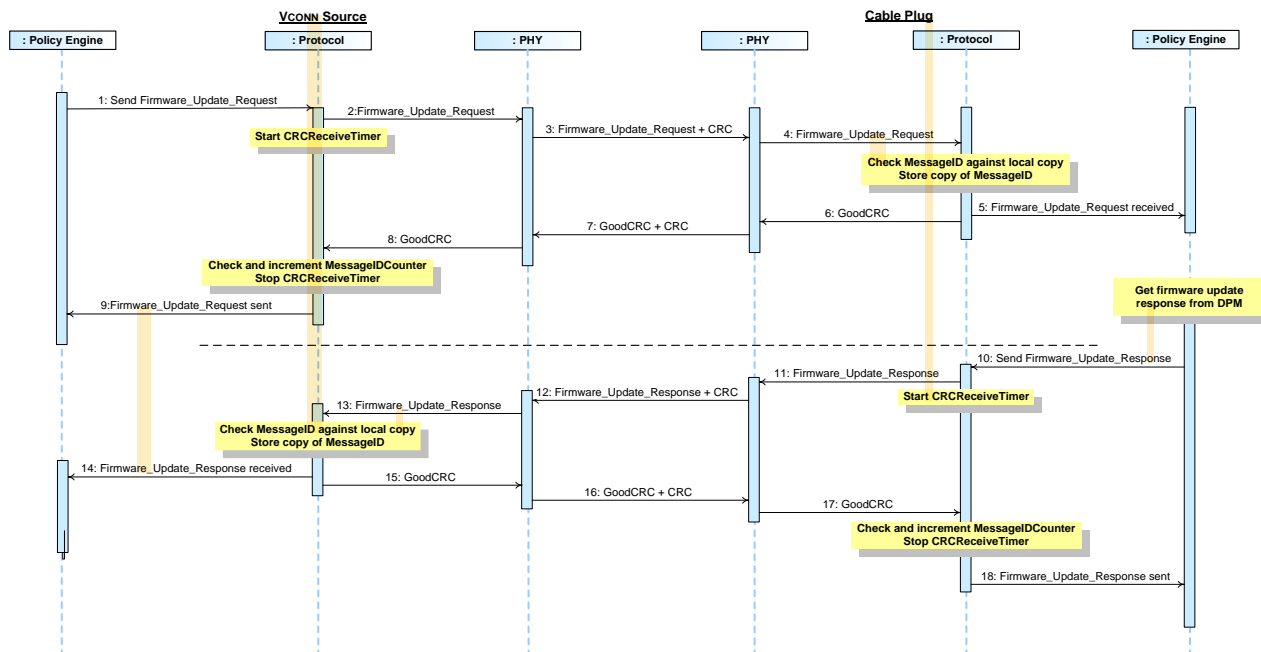 VCONN Source
Cable Plug
: Policy Engine
: Protocol
: PHY
: PHY
: Protocol
: Policy Engine
1: Send Firmware_Update_Request
2:Firmware_Update_Request
Start CRCReceiveTimer
3: Firmware_Update_Request + CRC
4: Firmware_Update_Request
Check MessageID against local copy
Store copy of MessageID
5: Firmware_Update_Request received
6: GoodCRC
7: GoodCRC + CRC
8: GoodCRC
Check and increment MessageIDCounter
Stop CRCReceiveTimer
9:Firmware_Update_Request sent
Get firmware update
response from DPM
10: Send Firmware_Update_Response
11: Firmware_Update_Response
Start CRCReceiveTimer
12: Firmware_Update_Response + CRC
13: Firmware_Update_Response
Check MessageID against local copy
Store copy of MessageID
14: Firmware_Update_Response received
15: GoodCRC
16: GoodCRC + CRC
17: GoodCRC
Check and increment MessageIDCounter
Stop CRCReceiveTimer
18: Firmware_Update_Response sent